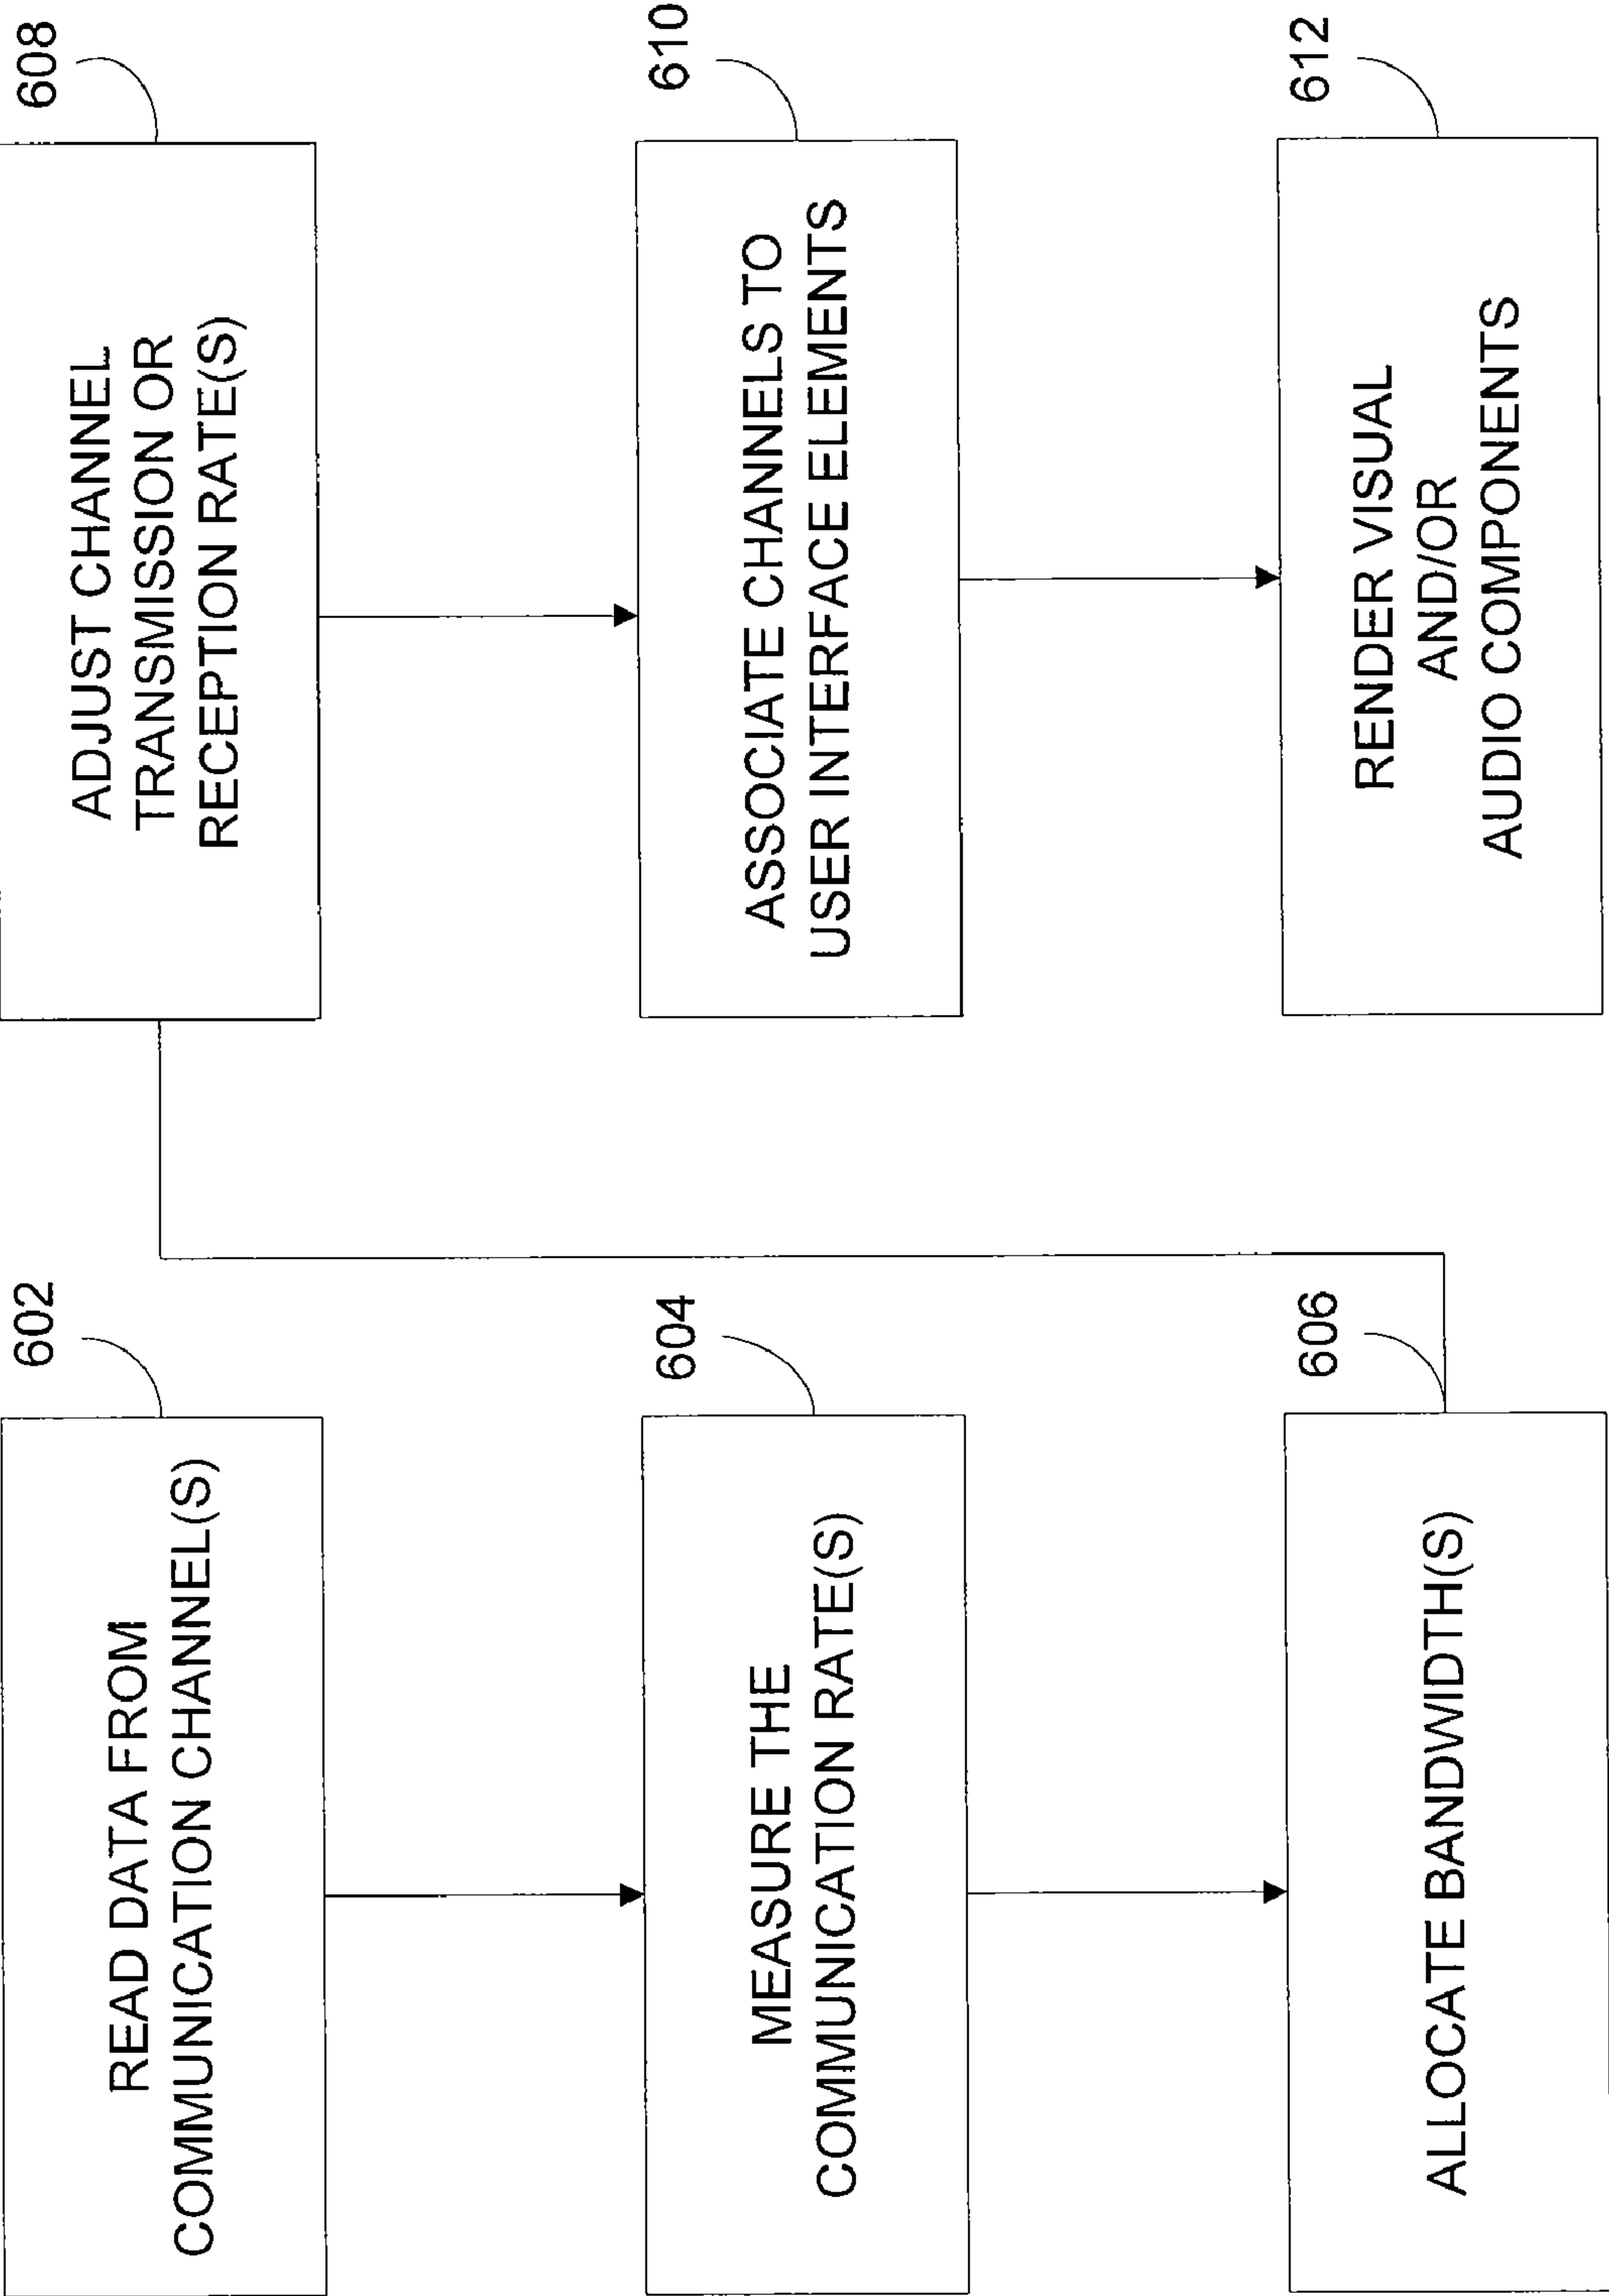 602
READ DATA FROM
COMMUNICATION CHANNEL(S)
604
MEASURE THE
COMMUNICATION RATE(S)
606
ALLOCATE BANDWIDTH(S)
608
ADJUST CHANNEL
TRANSMISSION OR
RECEPTION RATE(S)
610
ASSOCIATE CHANNELS TO
USER INTERFACE ELEMENTS
612
RENDER VISUAL
AND/OR
AUDIO COMPONENTS